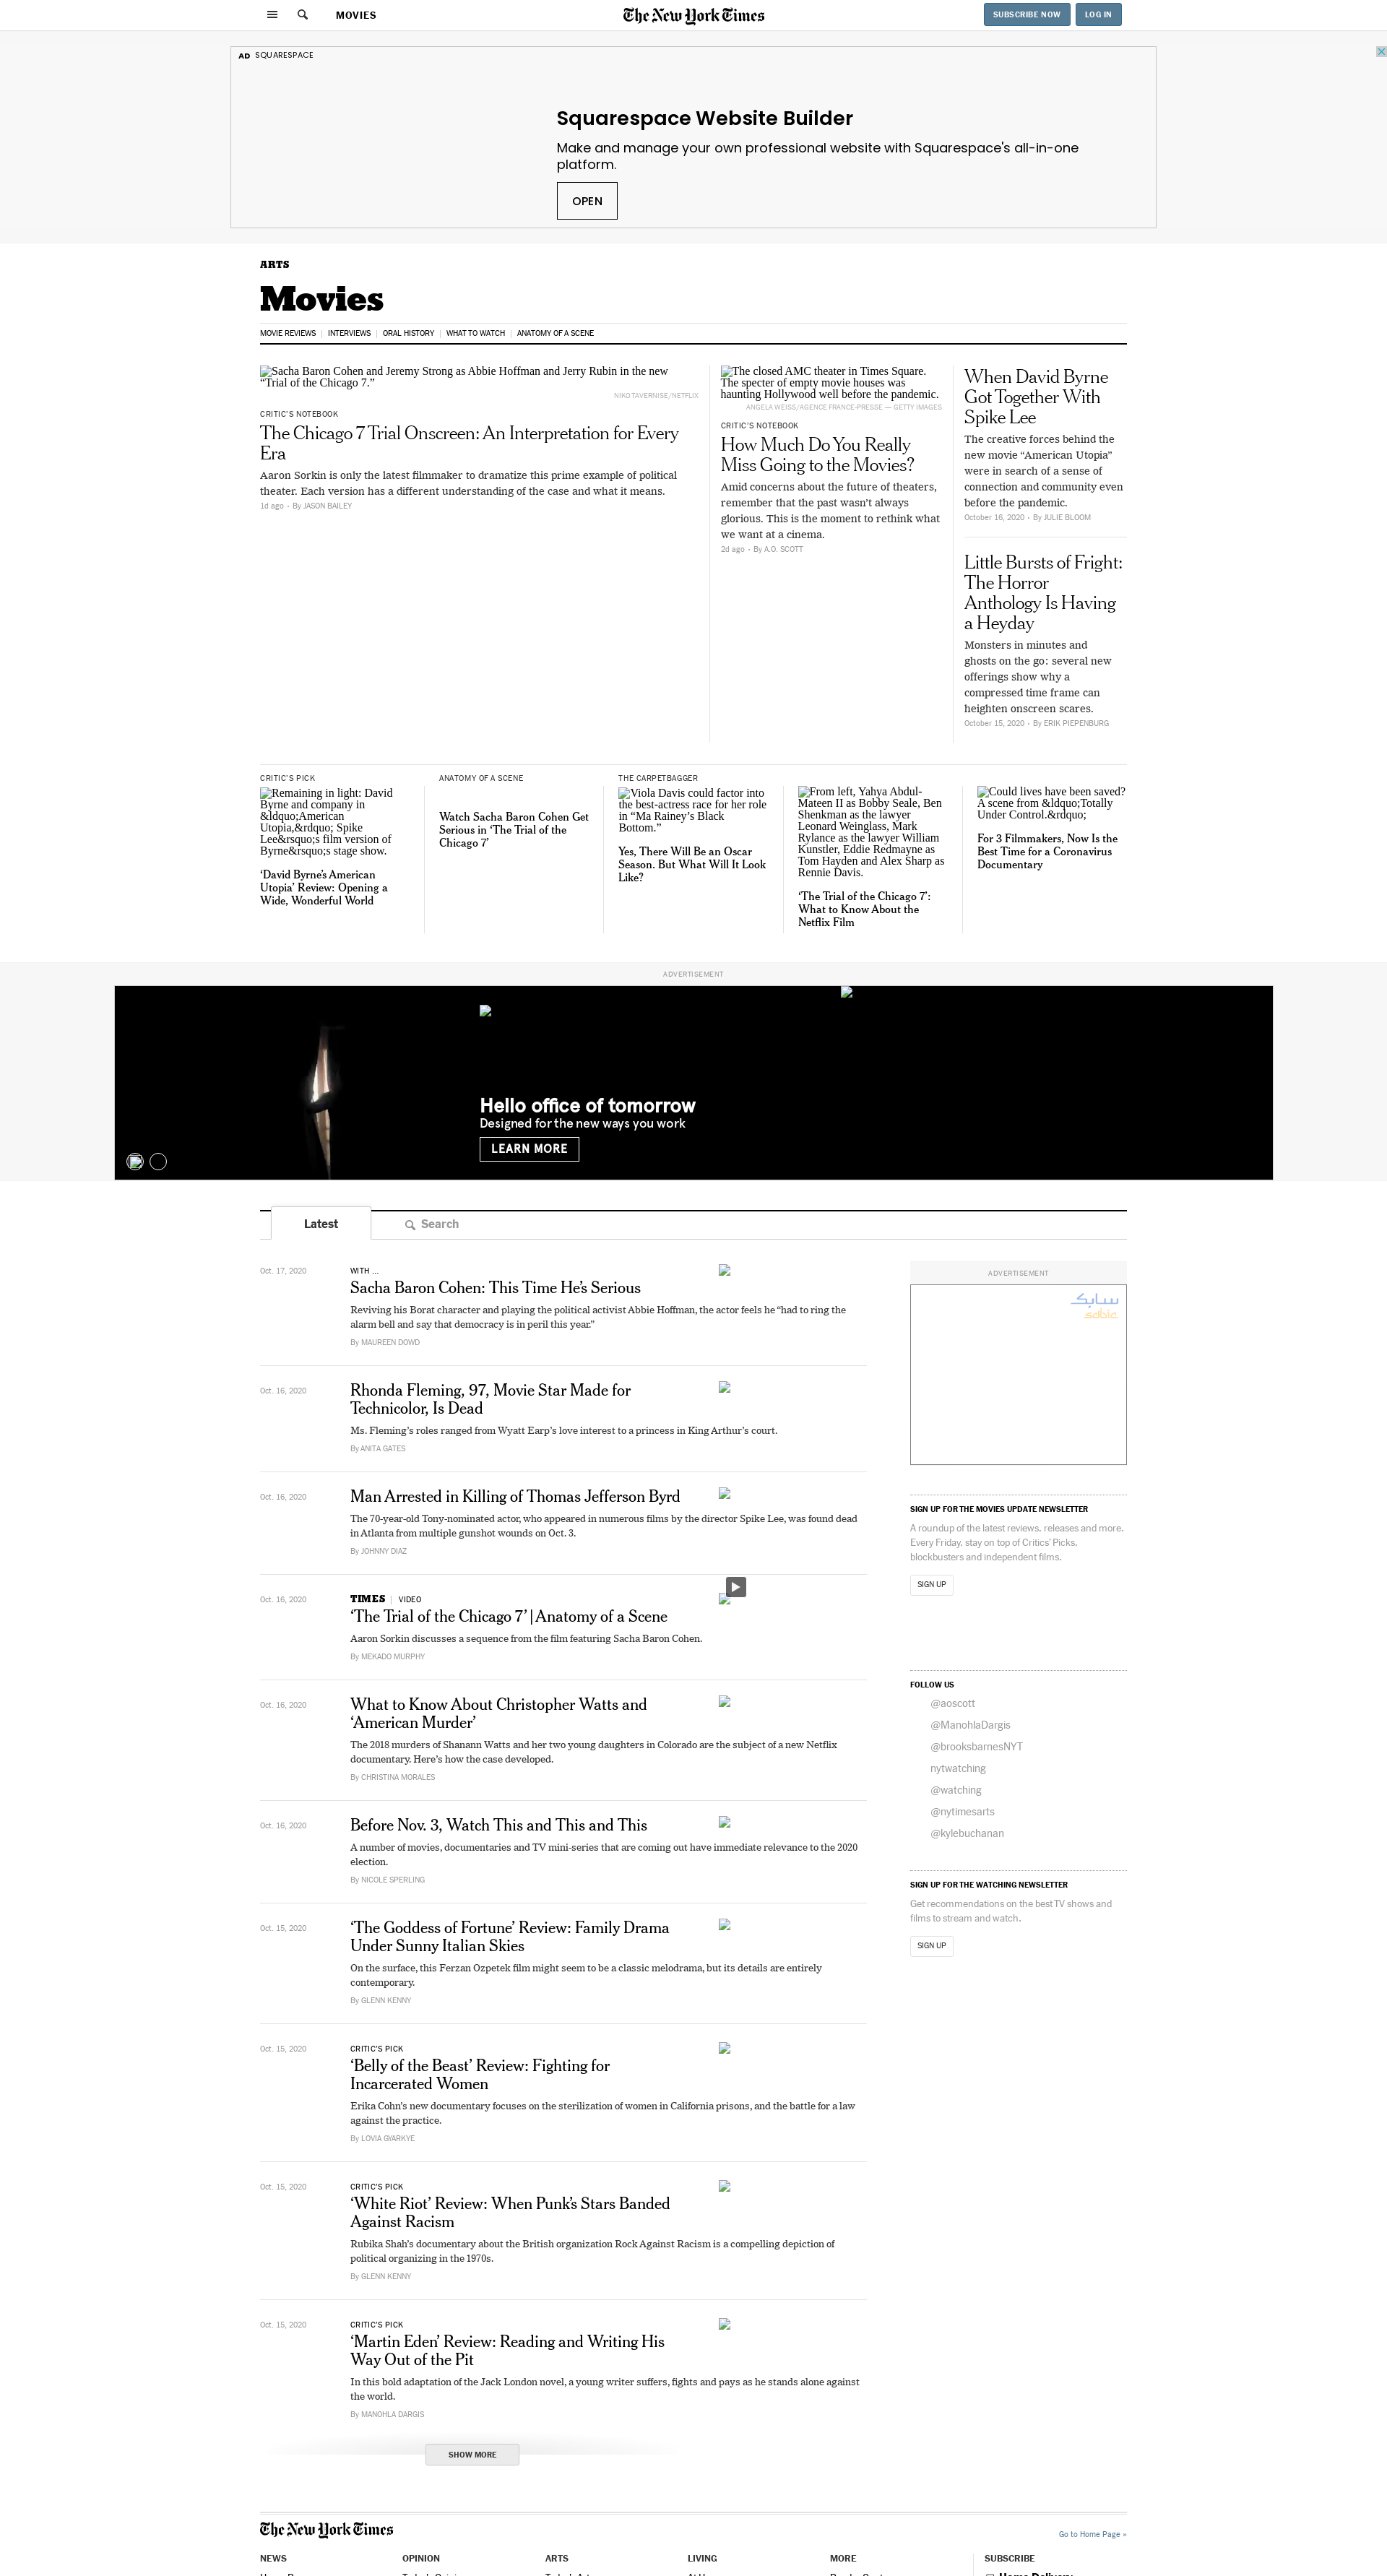 MOVIES
The New York Times
SUBSCRIBE NOW
LOG IN
AD SQUARESPACE
Squarespace Website Builder
Make and manage your own professional website with Squarespace's all-in-one
platform.
OPEN
ARTS
Movies
MOVIE REVIEWS
INTERVIEWS
ORAL HISTORY
WHAT TO WATCH
ANATOMY OF A SCENE
Sacha Baron Cohen and Jeremy Strong as Abbie Hoffman and Jerry Rubin in the new
“Trial of the Chicago 7.”
NIKO TAVERNISE/NETFLIX
CRITIC’S NOTEBOOK
The Chicago 7 Trial Onscreen: An Interpretation for Every
Era
Aaron Sorkin is only the latest filmmaker to dramatize this prime example of political
theater. Each version has a different understanding of the case and what it means.
1d ago • By JASON BAILEY
The closed AMC theater in Times Square.
The specter of empty movie houses was
haunting Hollywood well before the pandemic.
ANGELA WEISS/AGENCE FRANCE-PRESSE — GETTY IMAGES
CRITIC’S NOTEBOOK
How Much Do You Really
Miss Going to the Movies?
Amid concerns about the future of theaters,
remember that the past wasn’t always
glorious. This is the moment to rethink what
we want at a cinema.
2d ago • By A.O. SCOTT
When David Byrne
Got Together With
Spike Lee
The creative forces behind the
new movie “American Utopia”
were in search of a sense of
connection and community even
before the pandemic.
October 16, 2020 • By JULIE BLOOM
Little Bursts of Fright:
The Horror
Anthology Is Having
a Heyday
Monsters in minutes and
ghosts on the go: several new
offerings show why a
compressed time frame can
heighten onscreen scares.
October 15, 2020 • By ERIK PIEPENBURG
CRITIC’S PICK
Remaining in light: David
Byrne and company in
&ldquo;American
Utopia,&rdquo; Spike
Lee&rsquo;s film version of
Byrne&rsquo;s stage show.
‘David Byrne’s American
Utopia’ Review: Opening a
Wide, Wonderful World
ANATOMY OF A SCENE
Watch Sacha Baron Cohen Get
Serious in ‘The Trial of the
Chicago 7’
THE CARPETBAGGER
Viola Davis could factor into
the best-actress race for her role
in “Ma Rainey’s Black
Bottom.”
Yes, There Will Be an Oscar
Season. But What Will It Look
Like?
From left, Yahya Abdul-
Mateen II as Bobby Seale, Ben
Shenkman as the lawyer
Leonard Weinglass, Mark
Rylance as the lawyer William
Kunstler, Eddie Redmayne as
Tom Hayden and Alex Sharp as
Rennie Davis.
‘The Trial of the Chicago 7’:
What to Know About the
Netflix Film
Could lives have been saved?
A scene from &ldquo;Totally
Under Control.&rdquo;
For 3 Filmmakers, Now Is the
Best Time for a Coronavirus
Documentary
ADVERTISEMENT
Hello office of tomorrow
Designed for the new ways you work
LEARN MORE
Latest
Search
Oct. 17, 2020
WITH ...
Sacha Baron Cohen: This Time He’s Serious
Reviving his Borat character and playing the political activist Abbie Hoffman, the actor feels he “had to ring the
alarm bell and say that democracy is in peril this year.”
By MAUREEN DOWD
Oct. 16, 2020
Rhonda Fleming, 97, Movie Star Made for
Technicolor, Is Dead
Ms. Fleming’s roles ranged from Wyatt Earp’s love interest to a princess in King Arthur’s court.
By ANITA GATES
Oct. 16, 2020
Man Arrested in Killing of Thomas Jefferson Byrd
The 70-year-old Tony-nominated actor, who appeared in numerous films by the director Spike Lee, was found dead
in Atlanta from multiple gunshot wounds on Oct. 3.
By JOHNNY DIAZ
Oct. 16, 2020
TIMES | VIDEO
‘The Trial of the Chicago 7’ | Anatomy of a Scene
Aaron Sorkin discusses a sequence from the film featuring Sacha Baron Cohen.
By MEKADO MURPHY
Oct. 16, 2020
What to Know About Christopher Watts and
‘American Murder’
The 2018 murders of Shanann Watts and her two young daughters in Colorado are the subject of a new Netflix
documentary. Here’s how the case developed.
By CHRISTINA MORALES
Oct. 16, 2020
Before Nov. 3, Watch This and This and This
A number of movies, documentaries and TV mini-series that are coming out have immediate relevance to the 2020
election.
By NICOLE SPERLING
Oct. 15, 2020
‘The Goddess of Fortune’ Review: Family Drama
Under Sunny Italian Skies
On the surface, this Ferzan Ozpetek film might seem to be a classic melodrama, but its details are entirely
contemporary.
By GLENN KENNY
Oct. 15, 2020
CRITIC’S PICK
‘Belly of the Beast’ Review: Fighting for
Incarcerated Women
Erika Cohn’s new documentary focuses on the sterilization of women in California prisons, and the battle for a law
against the practice.
By LOVIA GYARKYE
Oct. 15, 2020
CRITIC’S PICK
‘White Riot’ Review: When Punk’s Stars Banded
Against Racism
Rubika Shah’s documentary about the British organization Rock Against Racism is a compelling depiction of
political organizing in the 1970s.
By GLENN KENNY
Oct. 15, 2020
CRITIC’S PICK
‘Martin Eden’ Review: Reading and Writing His
Way Out of the Pit
In this bold adaptation of the Jack London novel, a young writer suffers, fights and pays as he stands alone against
the world.
By MANOHLA DARGIS
SHOW MORE
ADVERTISEMENT
سابك
sabic
SIGN UP FOR THE MOVIES UPDATE NEWSLETTER
A roundup of the latest reviews, releases and more.
Every Friday, stay on top of Critics’ Picks,
blockbusters and independent films.
SIGN UP
FOLLOW US
@aoscott
@ManohlaDargis
@brooksbarnesNYT
nytwatching
@watching
@nytimesarts
@kylebuchanan
SIGN UP FOR THE WATCHING NEWSLETTER
Get recommendations on the best TV shows and
films to stream and watch.
SIGN UP
The New York Times
Go to Home Page »
NEWS
OPINION
ARTS
LIVING
MORE
SUBSCRIBE